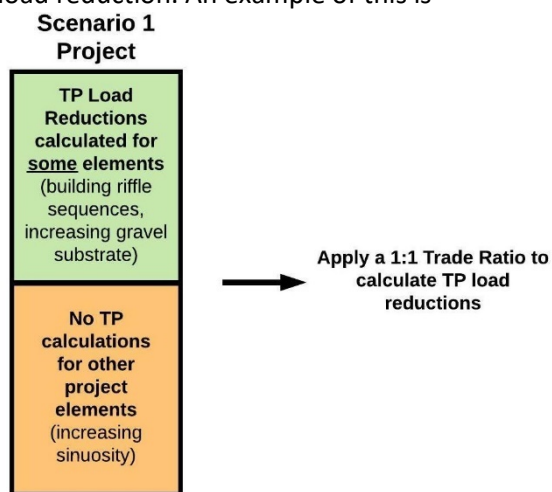 load reduction. An example of this is
Scenario 1
Project
TP Load
Reductions
calculated for
some elements
(building riffle
sequences,
increasing gravel
substrate)
No TP
calculations
for other
project
elements
(increasing
sinuosity)
Apply a 1:1 Trade Ratio to
calculate TP load
reductions